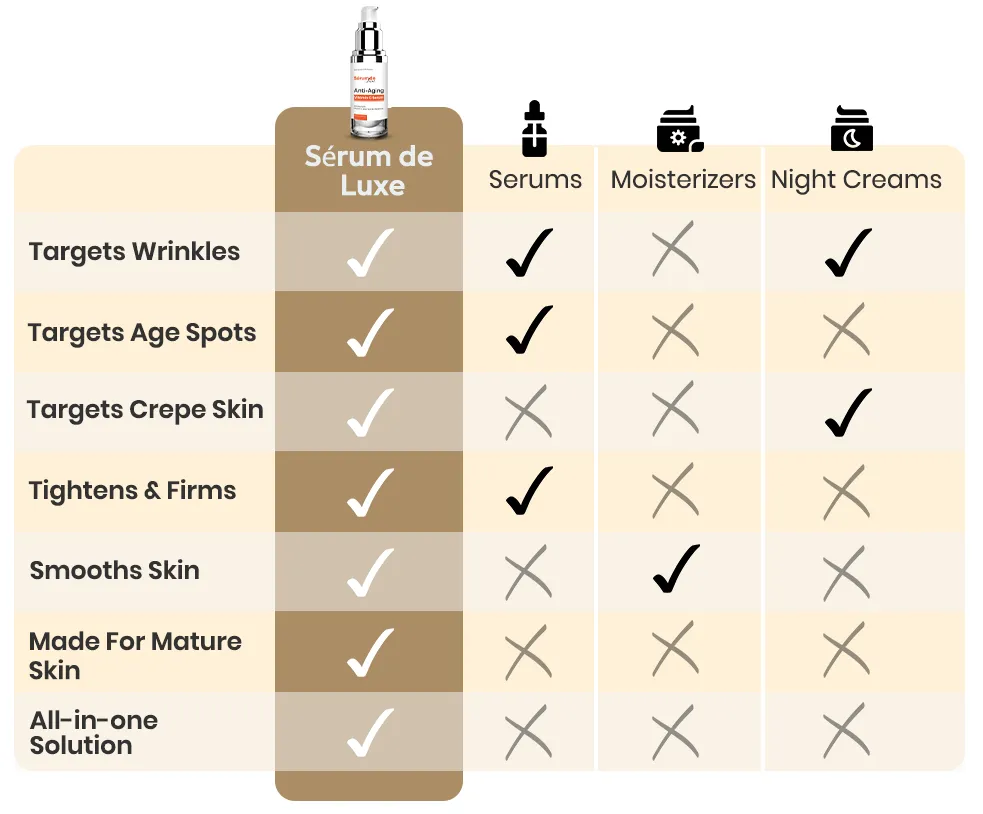 Anti-Aging
Sérum de
Luxe
Serums
Moisterizers
Night Creams
Targets Wrinkles
Targets Age Spots
Targets Crepe Skin
Tightens & Firms
Smooths Skin
Made For Mature
Skin
All-in-one
Solution